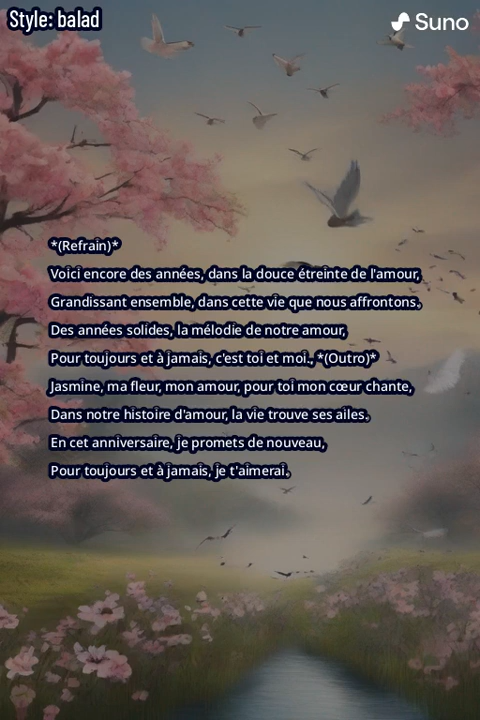 Style: balad
Suno
*(Refrain)*
Voici encore des années, dans la douce étreinte de l'amour,
Grandissant ensemble, dans cette vie que nous affrontons.
Des années solides, la mélodie de notre amour,
Pour toujours et à jamais, c'est toi et moi., *(Outro)*
Jasmine, ma fleur, mon amour, pour toi mon cœur chante,
Dans notre histoire d'amour, la vie trouve ses ailes.
En cet anniversaire, je promets de nouveau,
Pour toujours et à jamais, je t'aimerai.